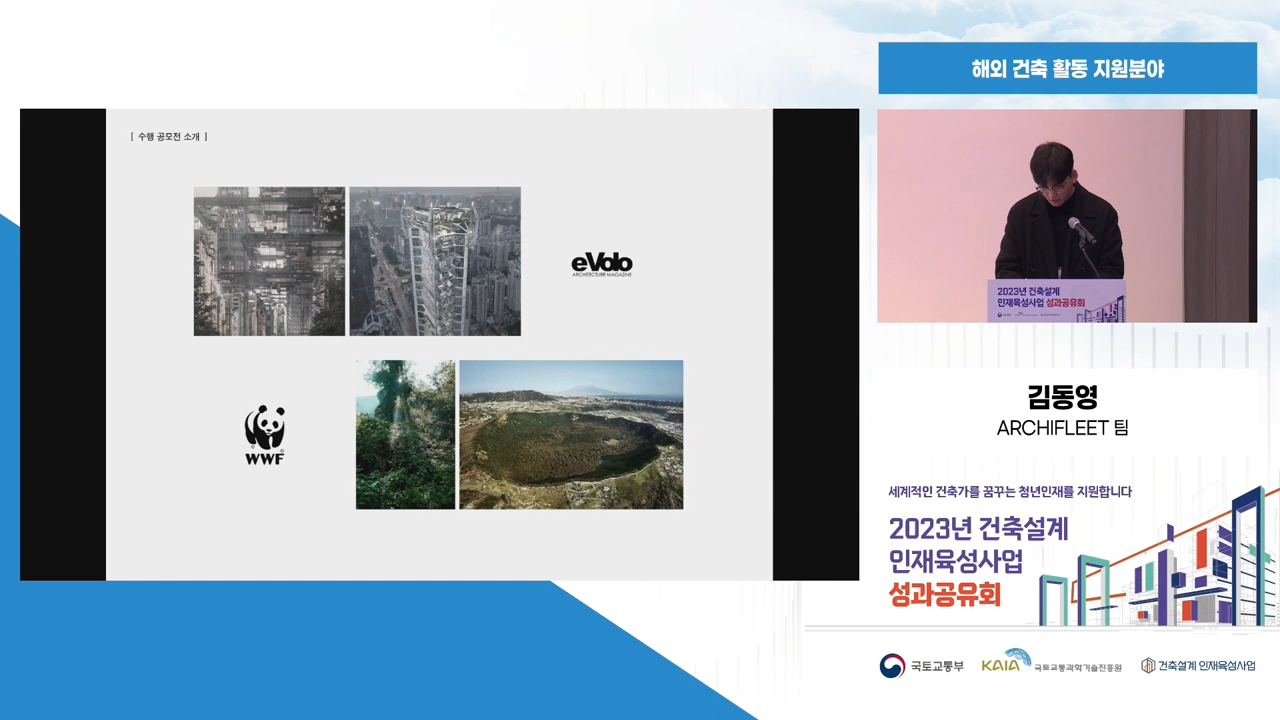 해외 건축 활동 지원분야
[ 수행 공모전 소개 ]
eVolo
ARCHITECTURE MAGAZINE
WWF
2023년 건축설계
인재육성사업 성과공유회
김동영
ARCHIFLEET 팀
세계적인 건축가를 꿈꾸는 청년인재를 지원합니다
2023년 건축설계
인재육성사업
성과공유회
국토교통부
KAIA 국토교통과학기술진흥원
건축설계 인재육성사업